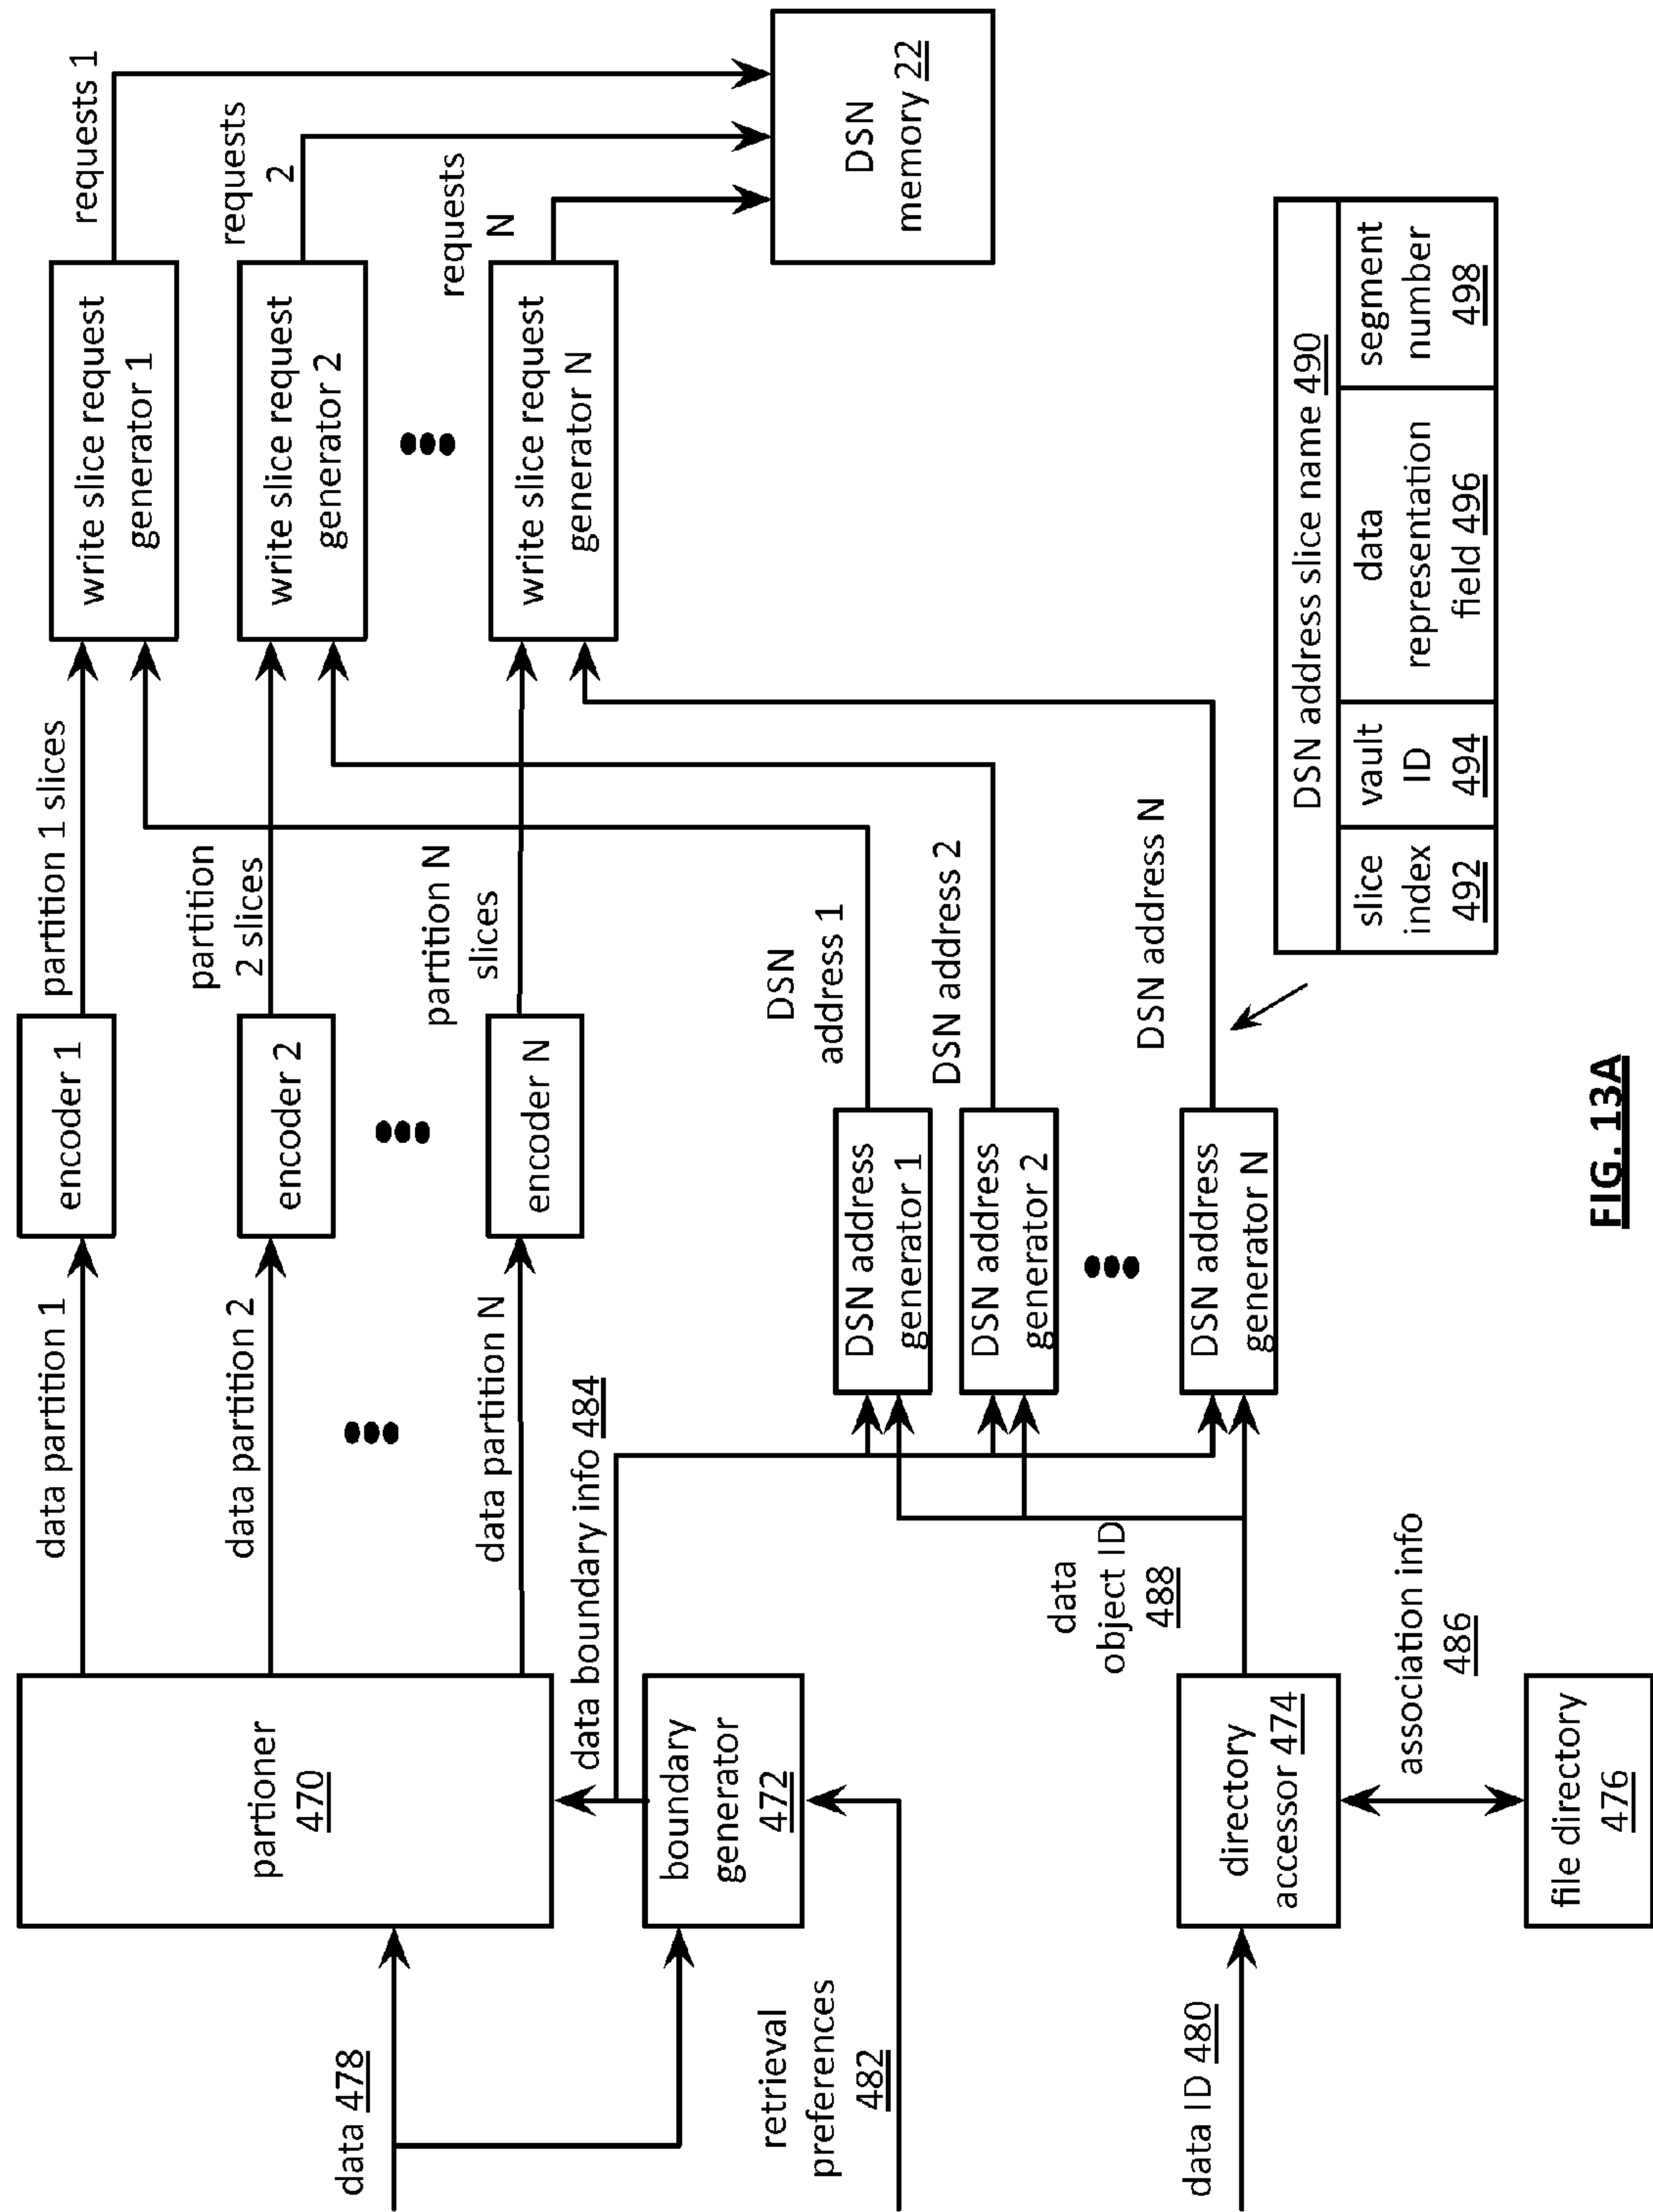 data 478
retrieval
preferences
482
data ID 480
partioner
470
boundary
generator
472
directory
accessor 474
file directory
476
association info
486
data partition 1
data partition 2
data partition N
data boundary info 484
data
object ID
488
encoder 1
encoder 2
encoder N
DSN address
generator 1
DSN address
generator 2
DSN address
generator N
partition 1 slices
partition
2 slices
partition N
slices
DSN
address 1
DSN address 2
DSN address N
write slice request
generator 1
write slice request
generator 2
write slice request
generator N
requests 1
requests
2
requests
N
DSN
memory 22
DSN address slice name 490
slice
index
492
vault
ID
494
data
representation
field 496
segment
number
498
FIG. 13A